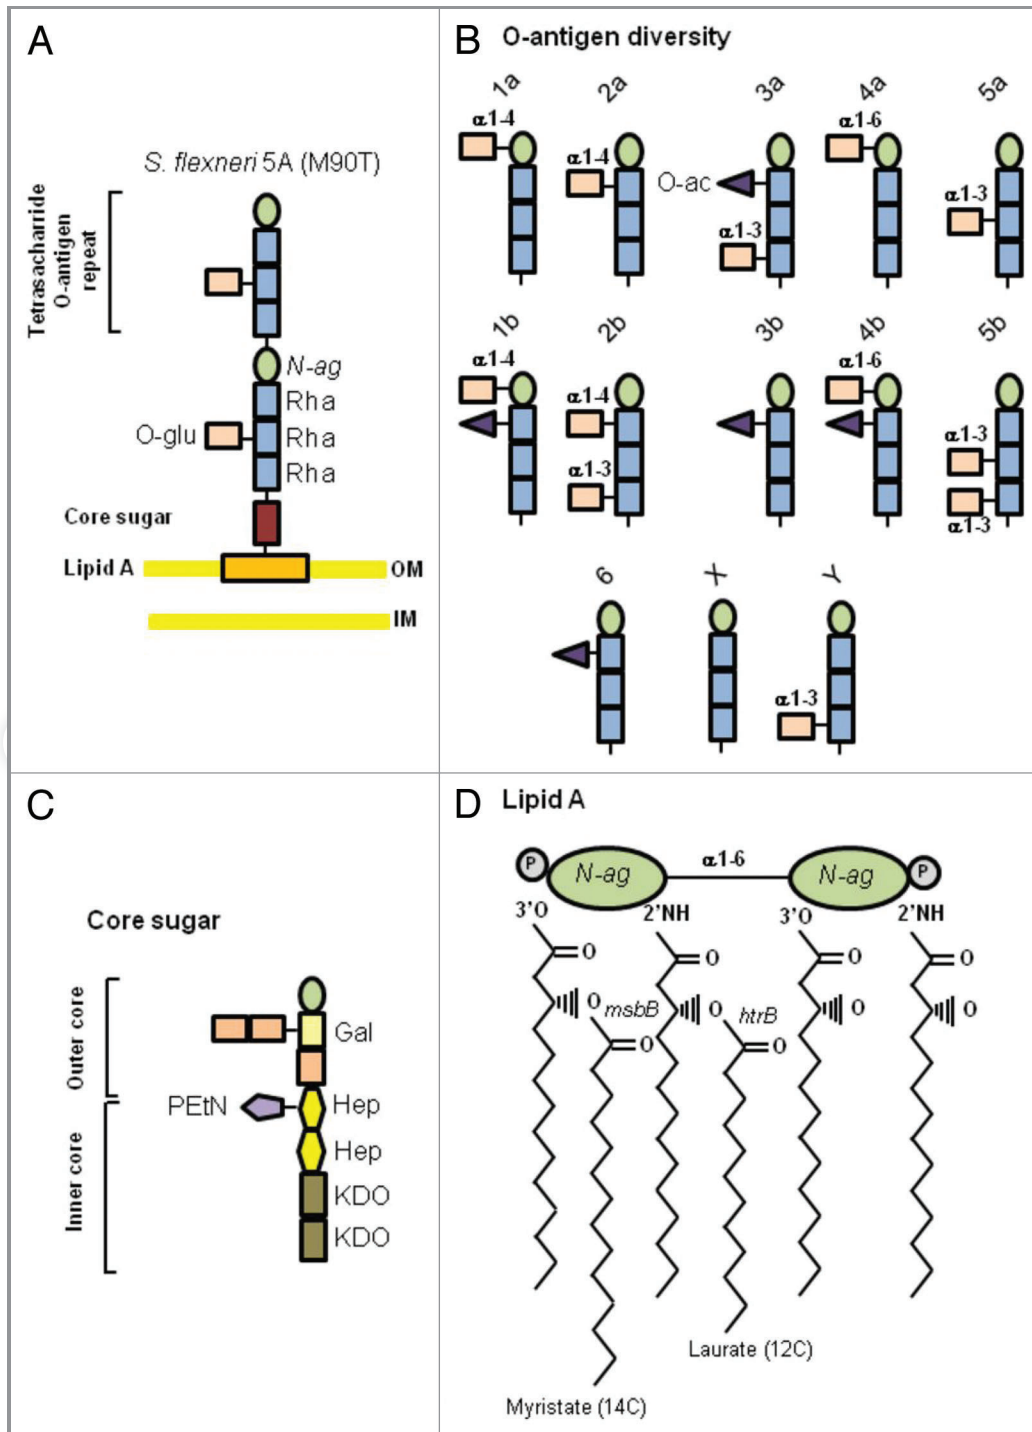 A
S. flexneri 5A (M90T)
Tetrasacharride
O-antigen
repeat
N-ag
Rha
O-glu
Rha
Rha
Core sugar
Lipid A
OM
IM
B
O-antigen diversity
1a
2a
3a
4a
5a
α1-4
α1-4
O-ac
α1-3
α1-6
α1-3
1b
2b
3b
4b
5b
α1-4
α1-4
α1-3
α1-6
α1-3
α1-3
6
X
Y
α1-3
C
Core sugar
Outer core
Inner core
Gal
PEtN
Hep
Hep
KDO
KDO
D
Lipid A
P
N-ag
α1-6
N-ag
P
3'O
2'NH
3'O
2'NH
O
O
O
O
O
msbB
O
O
htrB
O
O
O
O
Laurate (12C)
Myristate (14C)